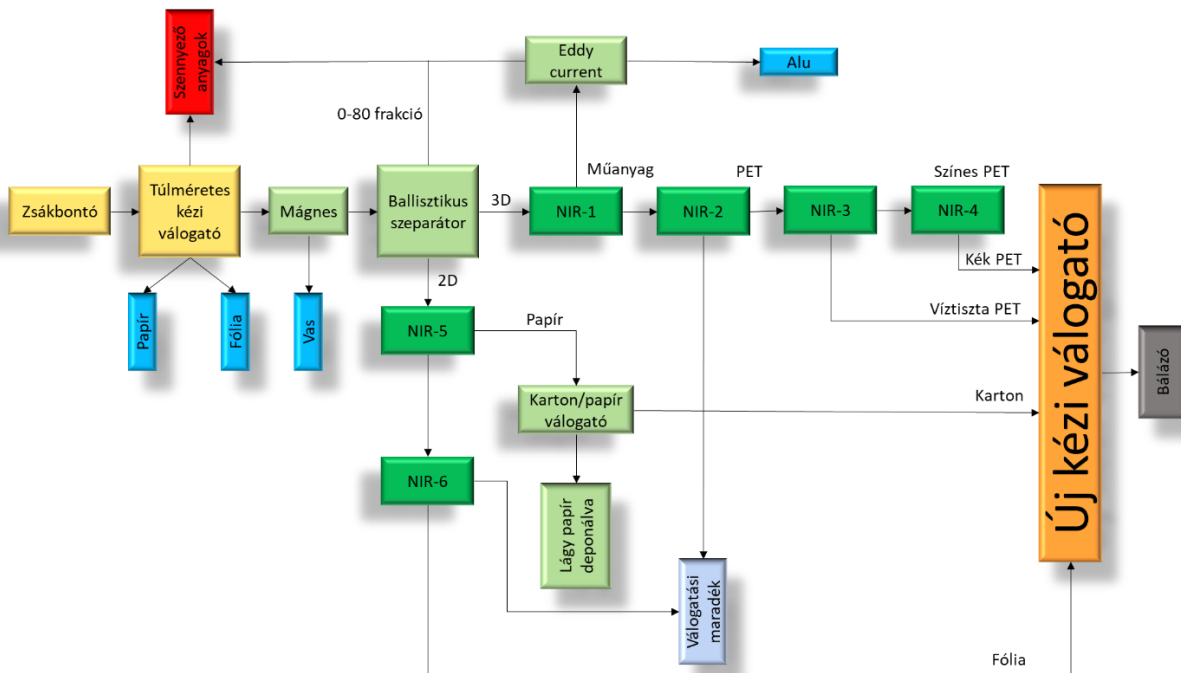 Szennyező
anyagok
Eddy
current
Alu
0-80 frakció
Zsákbontó
Túlméretes
kézi
válogató
Mágnes
Ballisztikus
szeparátor
3D
NIR-1
Műanyag
NIR-2
PET
NIR-3
Színes PET
NIR-4
Kék PET
Víztiszta PET
2D
Papír
Fólia
Vas
NIR-5
Papír
Karton/papír
válogató
Karton
Új kézi válogató
Bálázó
NIR-6
Lágy papír
deponálva
Válogatási
maradék
Fólia